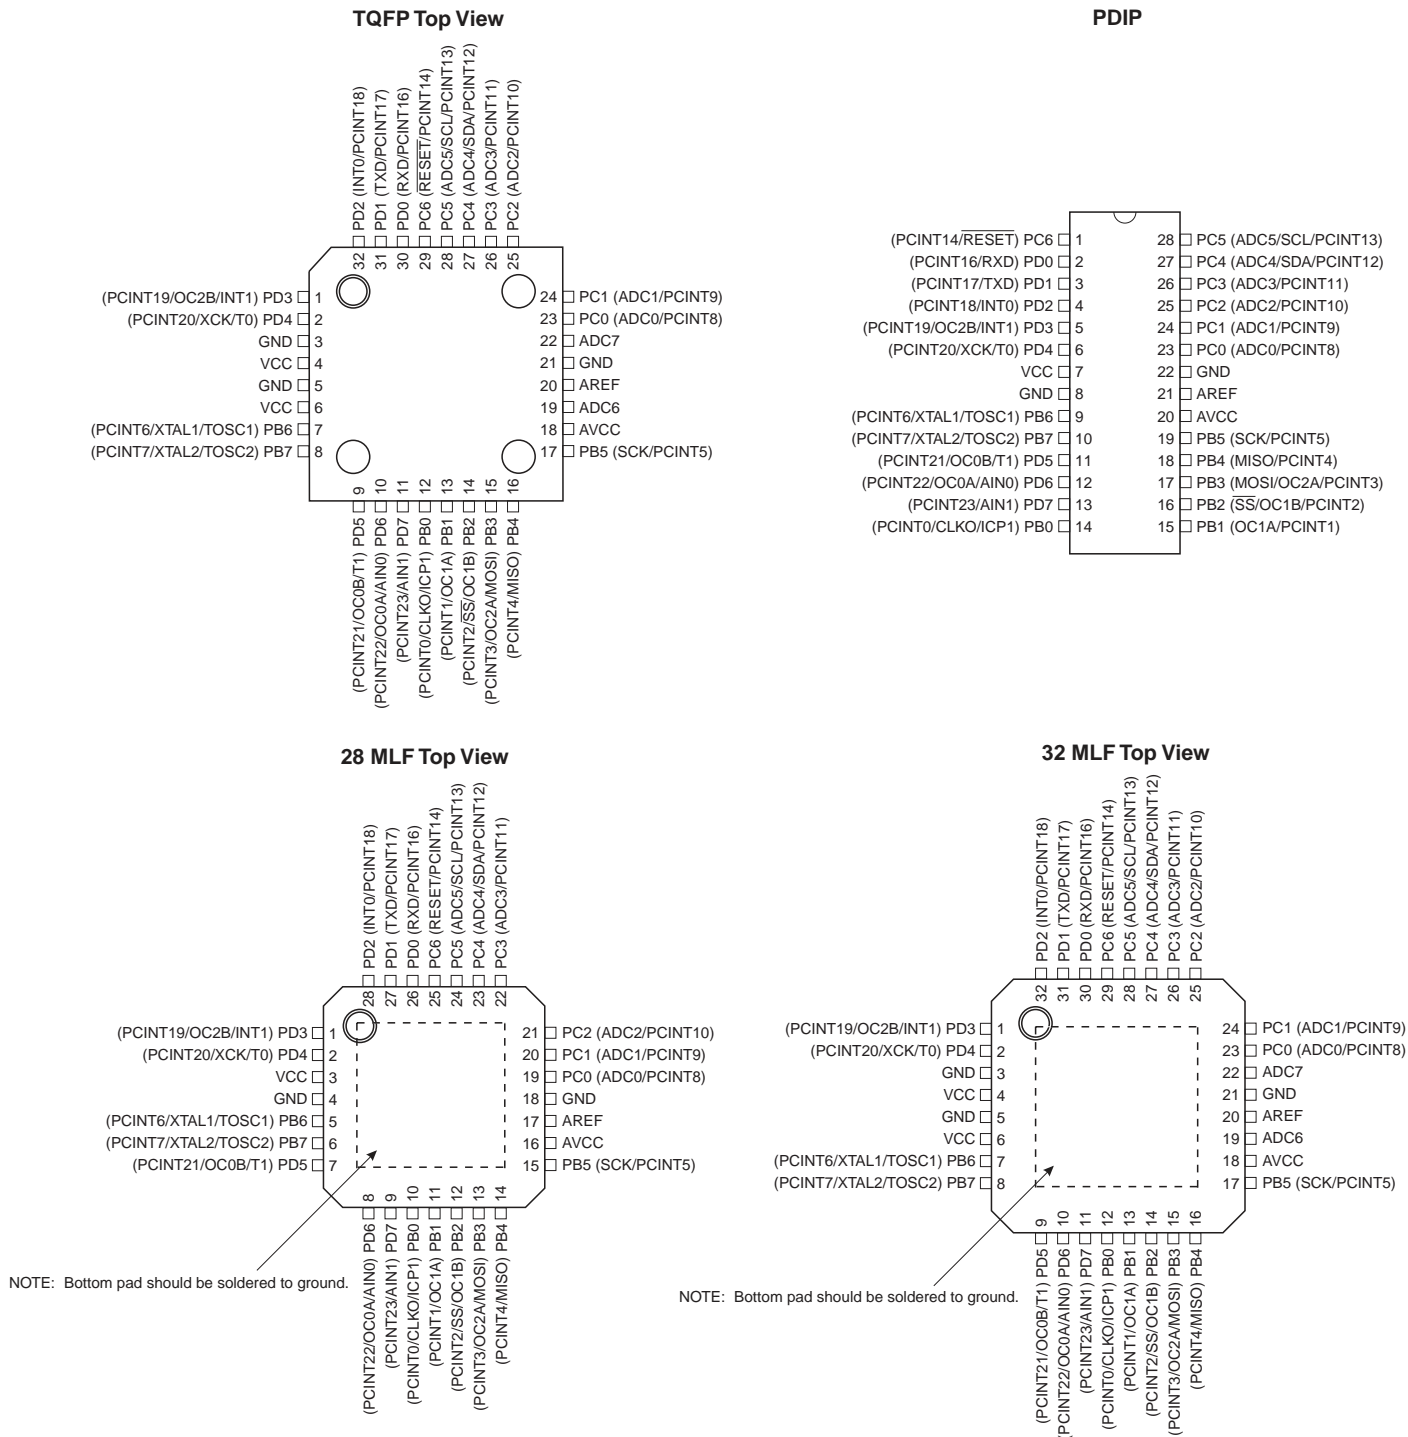 TQFP Top View
PD2 (INT0/PCINT18)
PD1 (TXD/PCINT17)
PD0 (RXD/PCINT16)
PC6 (RESET/PCINT14)
PC5 (ADC5/SCL/PCINT13)
PC4 (ADC4/SDA/PCINT12)
PC3 (ADC3/PCINT11)
PC2 (ADC2/PCINT10)
32 31 30 29 28 27 26 25
(PCINT19/OC2B/INT1) PD3 1
(PCINT20/XCK/T0) PD4 2
GND 3
VCC 4
GND 5
VCC 6
(PCINT6/XTAL1/TOSC1) PB6 7
(PCINT7/XTAL2/TOSC2) PB7 8
24 PC1 (ADC1/PCINT9)
23 PC0 (ADC0/PCINT8)
22 ADC7
21 GND
20 AREF
19 ADC6
18 AVCC
17 PB5 (SCK/PCINT5)
9 10 11 12 13 14 15 16
(PCINT21/OC0B/T1) PD5
(PCINT22/OC0A/AIN0) PD6
(PCINT23/AIN1) PD7
(PCINT0/CLKO/ICP1) PB0
(PCINT1/OC1A) PB1
(PCINT2/SS/OC1B) PB2
(PCINT3/OC2A/MOSI) PB3
(PCINT4/MISO) PB4
PDIP
(PCINT14/RESET) PC6 1
(PCINT16/RXD) PD0 2
(PCINT17/TXD) PD1 3
(PCINT18/INT0) PD2 4
(PCINT19/OC2B/INT1) PD3 5
(PCINT20/XCK/T0) PD4 6
VCC 7
GND 8
(PCINT6/XTAL1/TOSC1) PB6 9
(PCINT7/XTAL2/TOSC2) PB7 10
(PCINT21/OC0B/T1) PD5 11
(PCINT22/OC0A/AIN0) PD6 12
(PCINT23/AIN1) PD7 13
(PCINT0/CLKO/ICP1) PB0 14
28 PC5 (ADC5/SCL/PCINT13)
27 PC4 (ADC4/SDA/PCINT12)
26 PC3 (ADC3/PCINT11)
25 PC2 (ADC2/PCINT10)
24 PC1 (ADC1/PCINT9)
23 PC0 (ADC0/PCINT8)
22 GND
21 AREF
20 AVCC
19 PB5 (SCK/PCINT5)
18 PB4 (MISO/PCINT4)
17 PB3 (MOSI/OC2A/PCINT3)
16 PB2 (SS/OC1B/PCINT2)
15 PB1 (OC1A/PCINT1)
28 MLF Top View
PD2 (INT0/PCINT18)
PD1 (TXD/PCINT17)
PD0 (RXD/PCINT16)
PC6 (RESET/PCINT14)
PC5 (ADC5/SCL/PCINT13)
PC4 (ADC4/SDA/PCINT12)
PC3 (ADC3/PCINT11)
28 27 26 25 24 23 22
(PCINT19/OC2B/INT1) PD3 1
(PCINT20/XCK/T0) PD4 2
VCC 3
GND 4
(PCINT6/XTAL1/TOSC1) PB6 5
(PCINT7/XTAL2/TOSC2) PB7 6
(PCINT21/OC0B/T1) PD5 7
21 PC2 (ADC2/PCINT10)
20 PC1 (ADC1/PCINT9)
19 PC0 (ADC0/PCINT8)
18 GND
17 AREF
16 AVCC
15 PB5 (SCK/PCINT5)
8 9 10 11 12 13 14
(PCINT22/OC0A/AIN0) PD6
(PCINT23/AIN1) PD7
(PCINT0/CLKO/ICP1) PB0
(PCINT1/OC1A) PB1
(PCINT2/SS/OC1B) PB2
(PCINT3/OC2A/MOSI) PB3
(PCINT4/MISO) PB4
NOTE: Bottom pad should be soldered to ground.
32 MLF Top View
PD2 (INT0/PCINT18)
PD1 (TXD/PCINT17)
PD0 (RXD/PCINT16)
PC6 (RESET/PCINT14)
PC5 (ADC5/SCL/PCINT13)
PC4 (ADC4/SDA/PCINT12)
PC3 (ADC3/PCINT11)
PC2 (ADC2/PCINT10)
32 31 30 29 28 27 26 25
(PCINT19/OC2B/INT1) PD3 1
(PCINT20/XCK/T0) PD4 2
GND 3
VCC 4
GND 5
VCC 6
(PCINT6/XTAL1/TOSC1) PB6 7
(PCINT7/XTAL2/TOSC2) PB7 8
24 PC1 (ADC1/PCINT9)
23 PC0 (ADC0/PCINT8)
22 ADC7
21 GND
20 AREF
19 ADC6
18 AVCC
17 PB5 (SCK/PCINT5)
9 10 11 12 13 14 15 16
(PCINT21/OC0B/T1) PD5
(PCINT22/OC0A/AIN0) PD6
(PCINT23/AIN1) PD7
(PCINT0/CLKO/ICP1) PB0
(PCINT1/OC1A) PB1
(PCINT2/SS/OC1B) PB2
(PCINT3/OC2A/MOSI) PB3
(PCINT4/MISO) PB4
NOTE: Bottom pad should be soldered to ground.